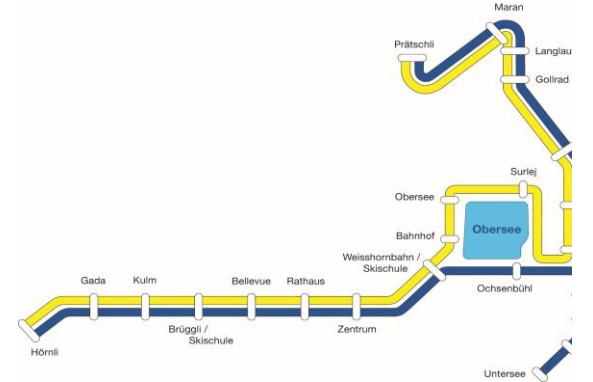 Maran
Prätschli
Langlau
Gollrad
Surlej
Obersee
Obersee
Bahnhof
Weisshornbahn /
Skischule
Ochsenbühl
Gada
Kulm
Bellevue
Rathaus
Brüggli /
Skischule
Zentrum
Hörnli
Untersee